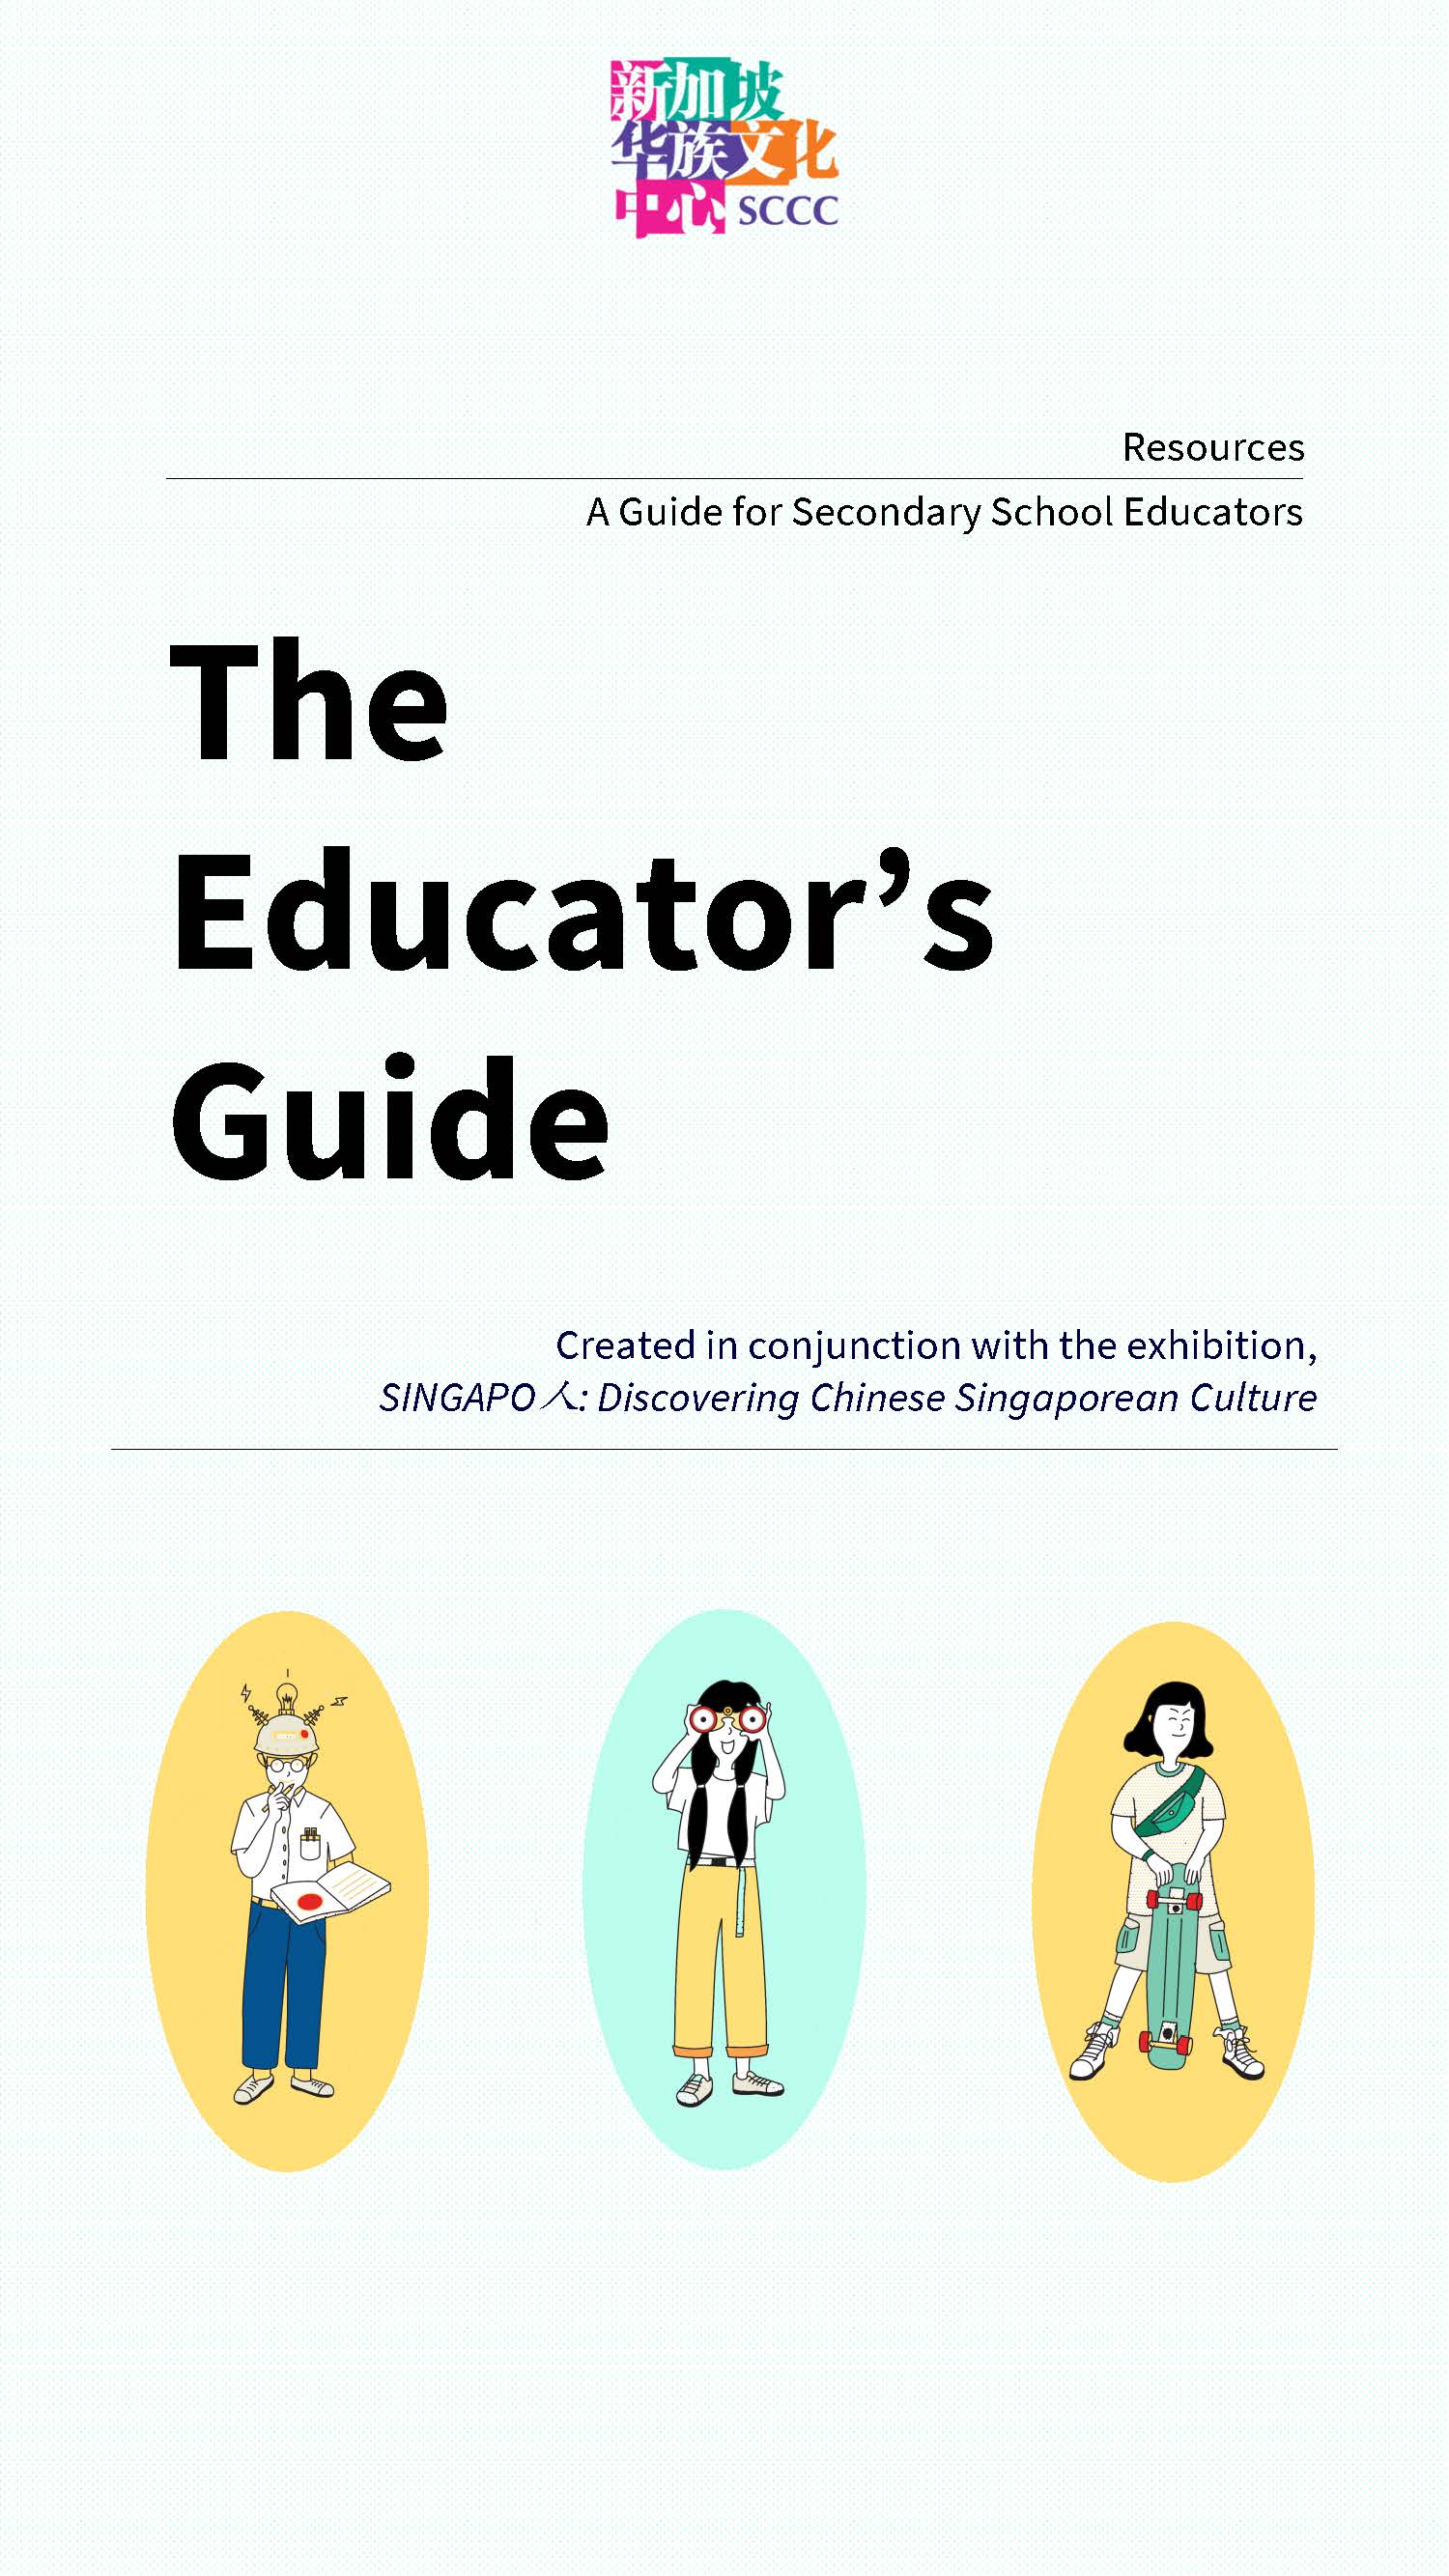 新加坡
华族文化
中心 SCCC
Resources
A Guide for Secondary School Educators
The
Educator’s
Guide
Created in conjunction with the exhibition,
SINGAPO人: Discovering Chinese Singaporean Culture